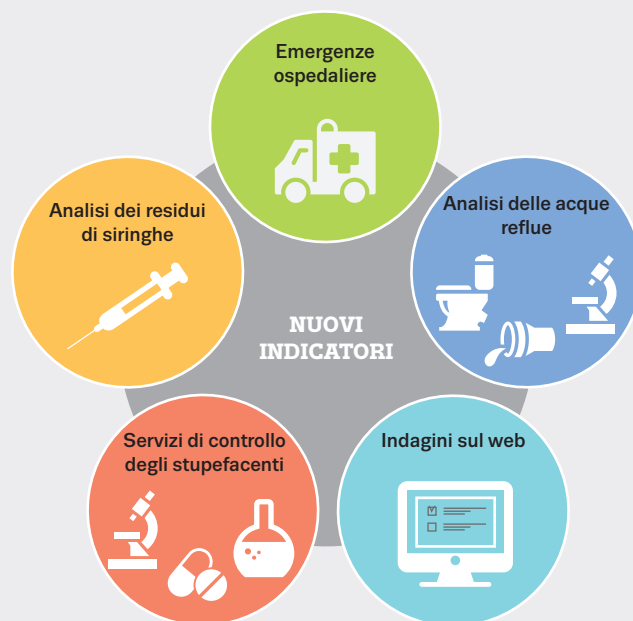 Emergenze
ospedaliere
Analisi dei residui
di siringhe
Analisi delle acque
reflue
NUOVI
INDICATORI
Servizi di controllo
degli stupefacenti
Indagini sul web